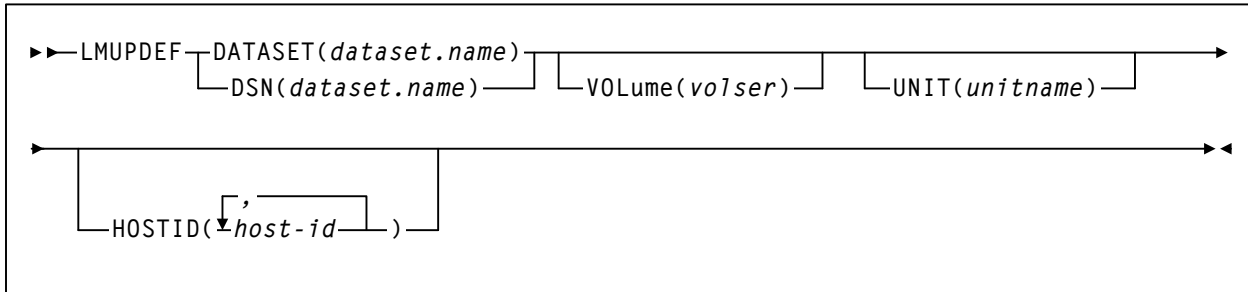 LMUPDEF DATASET(dataset.name)
DSN(dataset.name) VOLume(volser) UNIT(unitname)
,
HOSTID( host-id )